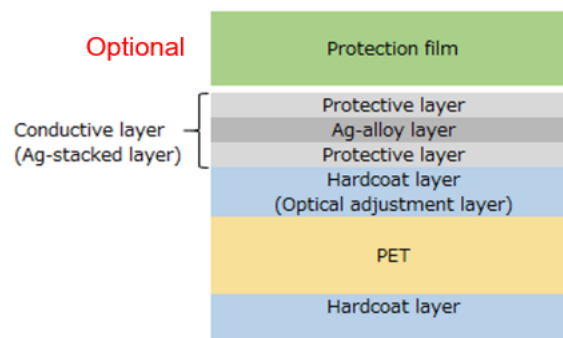 Optional
Protection film
Protective layer
Conductive layer
(Ag-stacked layer)
Ag-alloy layer
Protective layer
Hardcoat layer
(Optical adjustment layer)
PET
Hardcoat layer